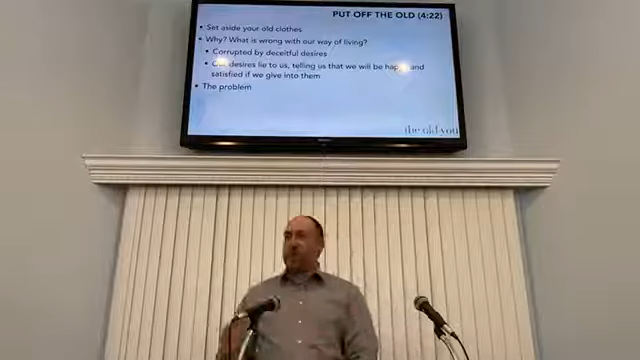 PUT OFF THE OLD (4:22)
• Set aside your old clothes
• Why? What is wrong with our way of living?
• Corrupted by deceitful desires
• Our desires lie to us, telling us that we will be happy and
satisfied if we give into them
• The problem
the old you